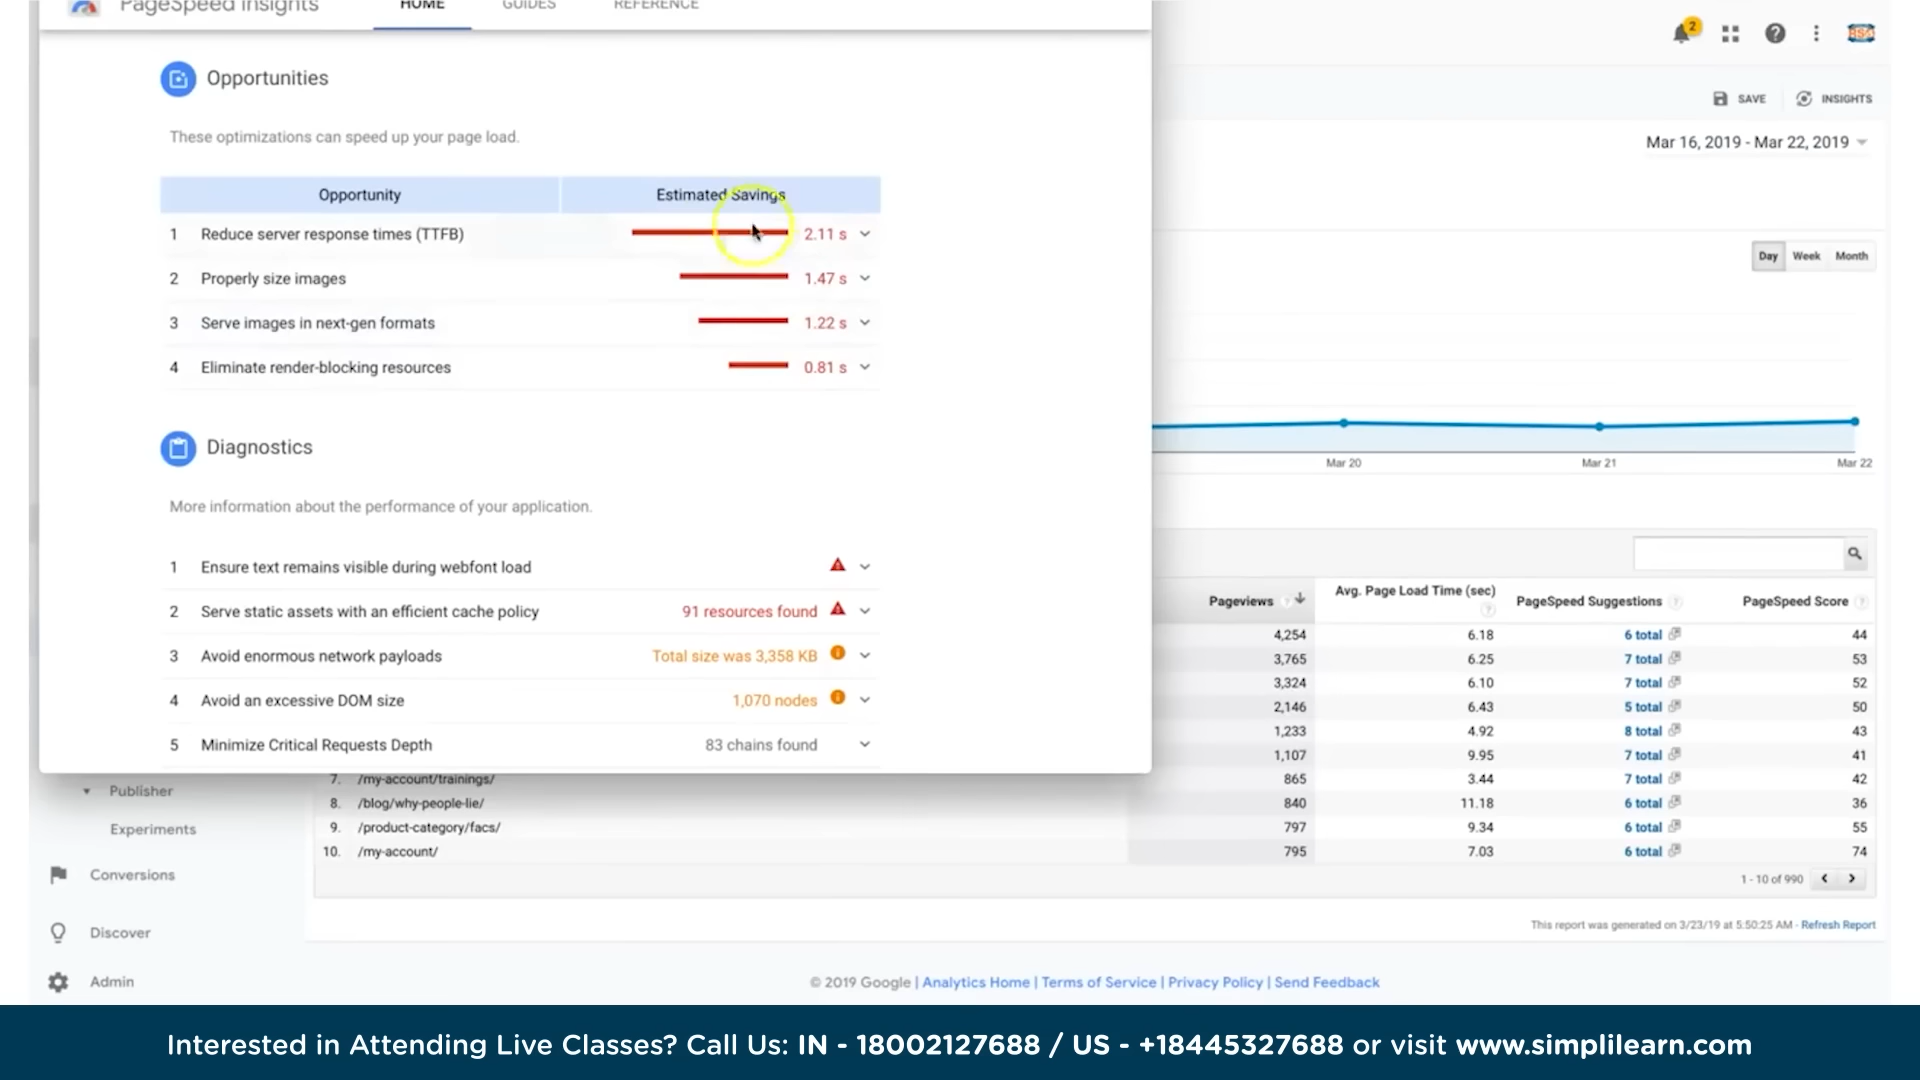 PageSpeed Insights HOME GUIDES REFERENCE
2
SAVE INSIGHTS
Mar 16, 2019 - Mar 22, 2019
Day Week Month
Opportunities
These optimizations can speed up your page load.
Opportunity Estimated Savings
1 Reduce server response times (TTFB) 2.11 s
2 Properly size images 1.47 s
3 Serve images in next-gen formats 1.22 s
4 Eliminate render-blocking resources 0.81 s
Diagnostics
More information about the performance of your application.
1 Ensure text remains visible during webfont load
2 Serve static assets with an efficient cache policy 91 resources found
3 Avoid enormous network payloads Total size was 3,358 KB
4 Avoid an excessive DOM size 1,070 nodes
5 Minimize Critical Requests Depth 83 chains found
Mar 20 Mar 21 Mar 22
Pageviews Avg. Page Load Time (sec) PageSpeed Suggestions PageSpeed Score
4,254 6.18 6 total 44
3,765 6.25 7 total 53
3,324 6.10 7 total 52
2,146 6.43 5 total 50
1,233 4.92 8 total 43
1,107 9.95 7 total 41
7. /my-account/trainings/ 865 3.44 7 total 42
8. /blog/why-people-lie/ 840 11.18 6 total 36
9. /product-category/facs/ 797 9.34 6 total 55
10. /my-account/ 795 7.03 6 total 74
1 - 10 of 990
Publisher
Experiments
Conversions
Discover
Admin
This report was generated on 3/23/19 at 5:50:25 AM - Refresh Report
© 2019 Google | Analytics Home | Terms of Service | Privacy Policy | Send Feedback
Interested in Attending Live Classes? Call Us: IN - 18002127688 / US - +18445327688 or visit www.simplilearn.com